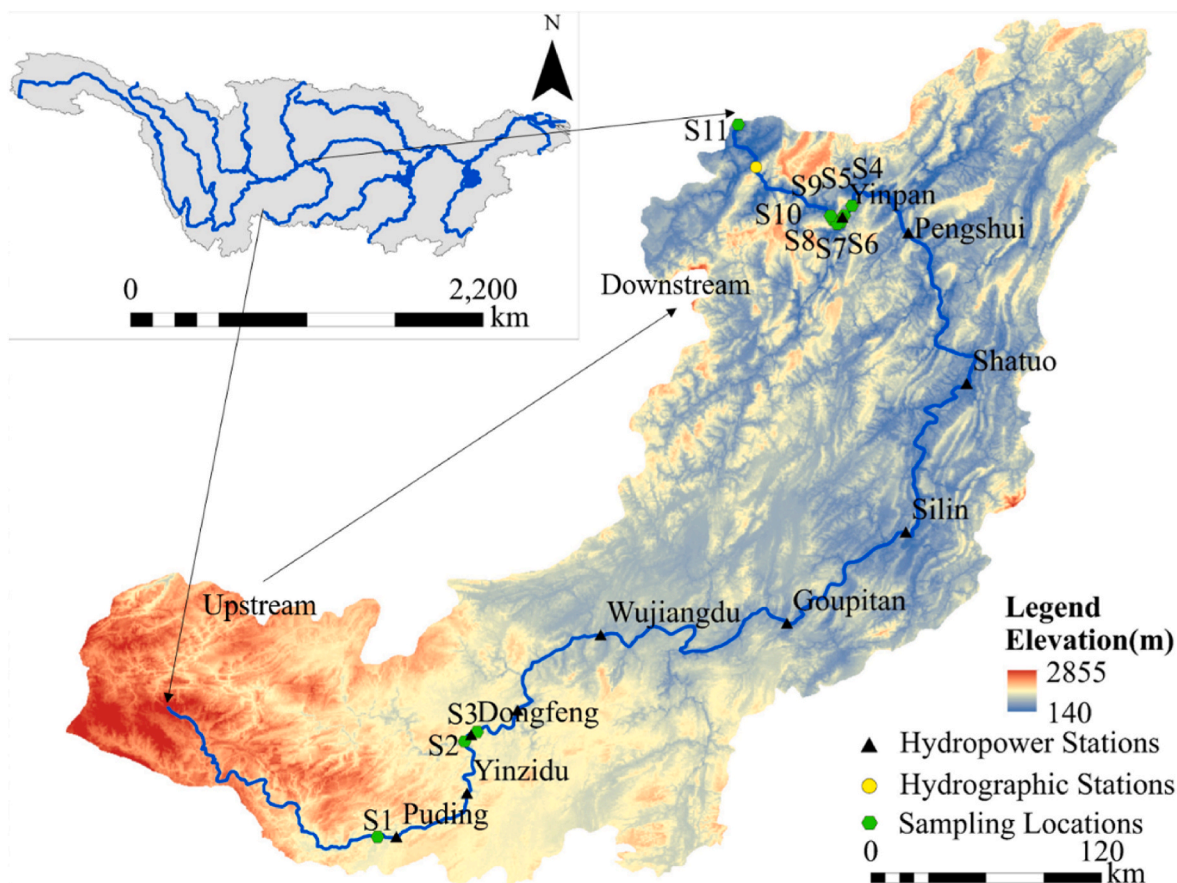 N
0
2,200
km
S11
S9 S5 S4
S10
Yinpan
S8
S7
S6
Pengshui
Downstream
Shatuo
Silin
Upstream
Wujiangdu
Goupitan
S3
Dongfeng
S2
Yinzidu
S1
Puding
Legend
Elevation(m)
2855
140
Hydropower Stations
Hydrographic Stations
Sampling Locations
0
120
km